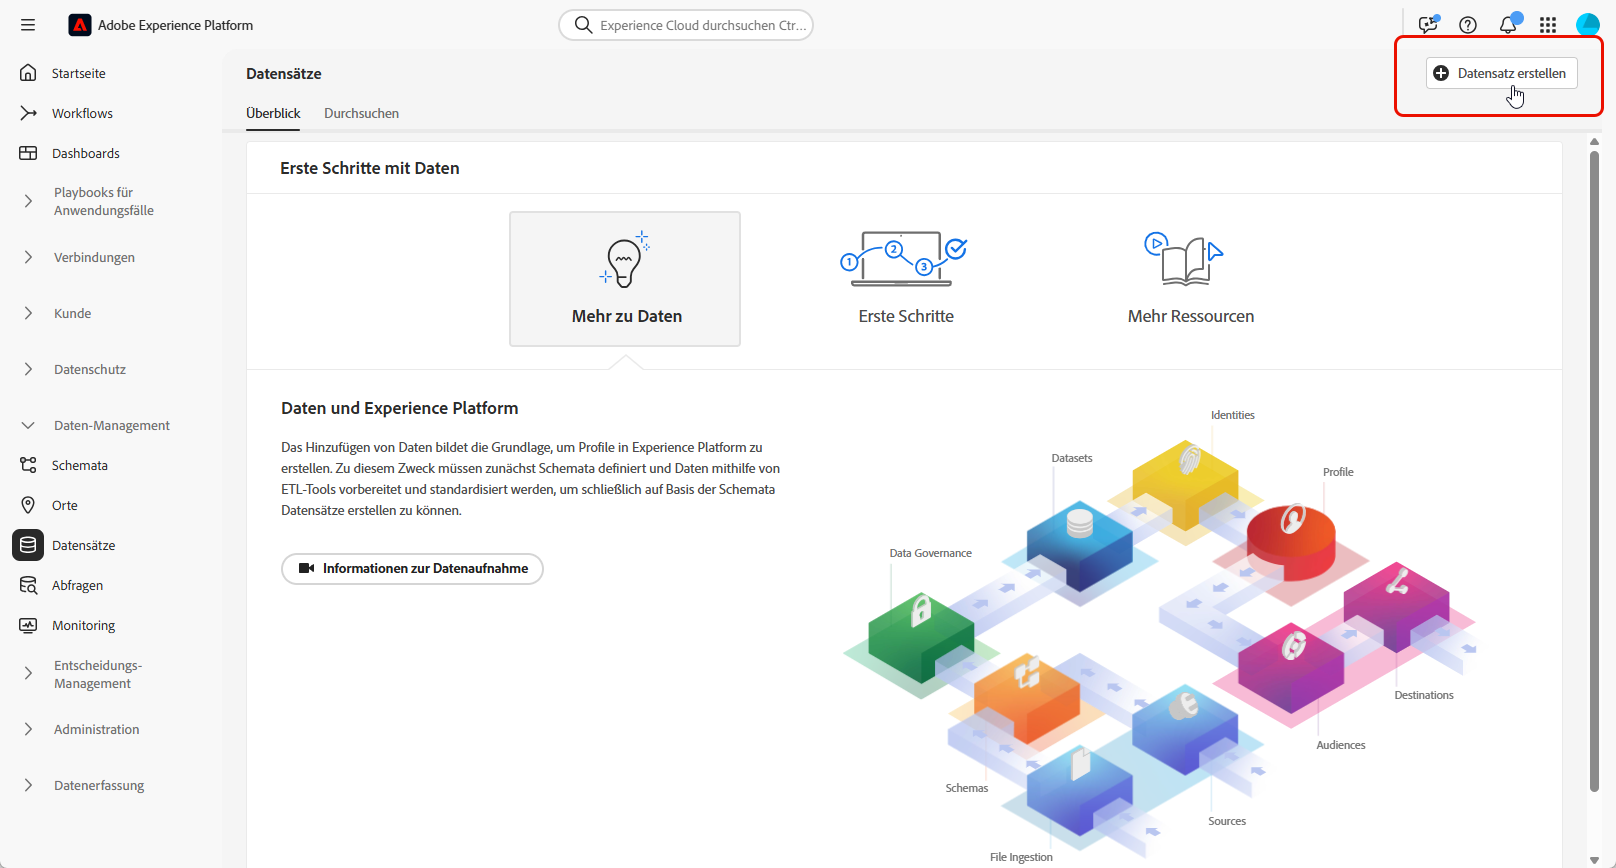 Adobe Experience Platform
Experience Cloud durchsuchen Ctr...
Startseite
Workflows
Dashboards
Playbooks für
Anwendungsfälle
Verbindungen
Kunde
Datenschutz
Daten-Management
Schemata
Orte
Datensätze
Abfragen
Monitoring
Entscheidungs-
Management
Administration
Datenerfassung
Datensätze
Datensatz erstellen
Überblick
Durchsuchen
Erste Schritte mit Daten
Mehr zu Daten
1
2
3
Erste Schritte
Mehr Ressourcen
Daten und Experience Platform
Das Hinzufügen von Daten bildet die Grundlage, um Profile in Experience Platform zu
erstellen. Zu diesem Zweck müssen zunächst Schemata definiert und Daten mithilfe von
ETL-Tools vorbereitet und standardisiert werden, um schließlich auf Basis der Schemata
Datensätze erstellen zu können.
Informationen zur Datenaufnahme
Identities
Datasets
Profile
Data Governance
Destinations
Audiences
Schemas
Sources
File Ingestion